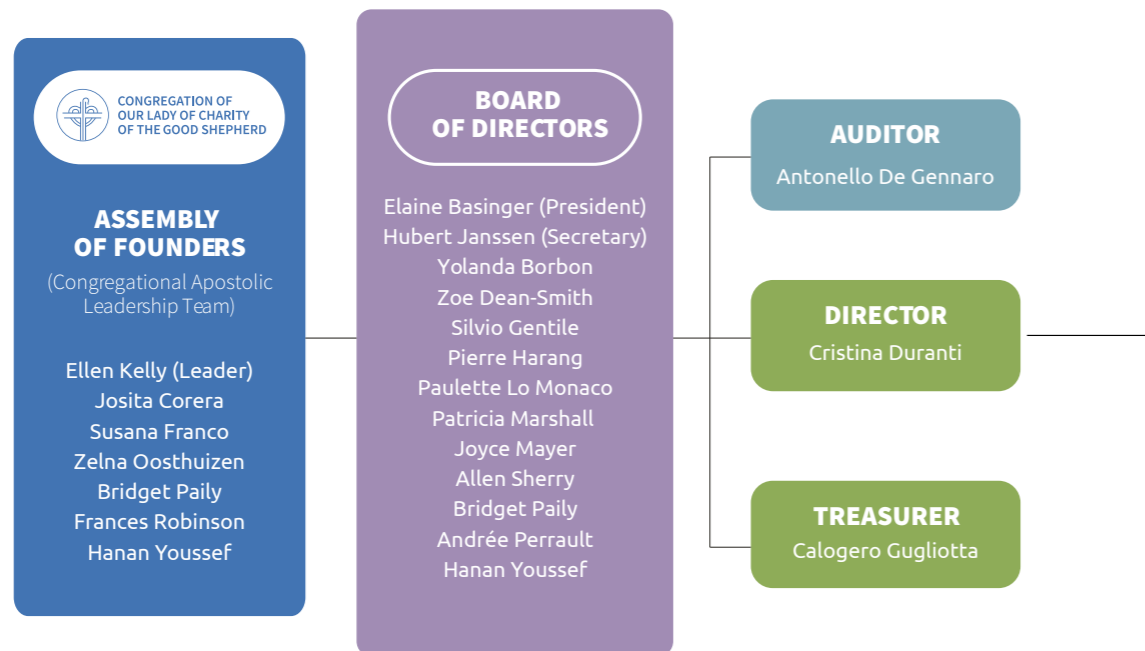 CONGREGATION OF
OUR LADY OF CHARITY
OF THE GOOD SHEPHERD
ASSEMBLY
OF FOUNDERS
(Congregational Apostolic
Leadership Team)
Ellen Kelly (Leader)
Josita Corera
Susana Franco
Zelna Oosthuizen
Bridget Paily
Frances Robinson
Hanan Youssef
BOARD
OF DIRECTORS
Elaine Basinger (President)
Hubert Janssen (Secretary)
Yolanda Borbon
Zoe Dean-Smith
Silvio Gentile
Pierre Harang
Paulette Lo Monaco
Patricia Marshall
Joyce Mayer
Allen Sherry
Bridget Paily
Andrée Perrault
Hanan Youssef
AUDITOR
Antonello De Gennaro
DIRECTOR
Cristina Duranti
TREASURER
Calogero Gugliotta